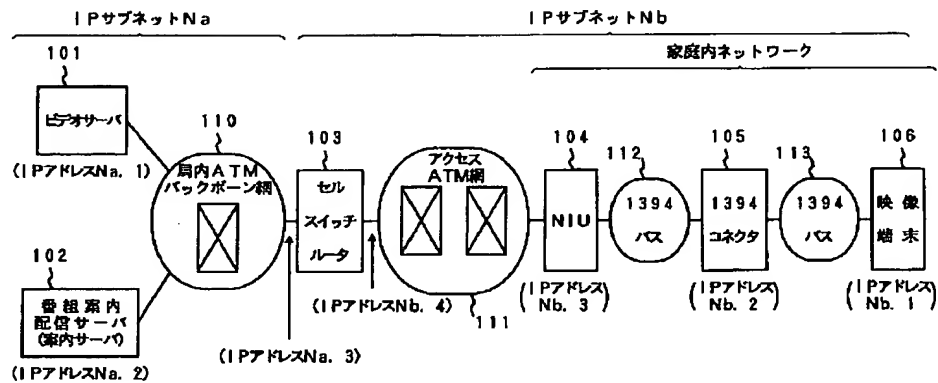 IPサブネットNa
IPサブネットNb
家庭内ネットワーク
101
ビデオサーバ
(IPアドレスNa. 1)
110
局内ATM
バックボーン網
102
番組案内
配信サーバ
(案内サーバ)
(IPアドレスNa. 2)
103
セル
スイッチ
ルータ
(IPアドレスNa. 3)
(IPアドレスNb. 4)
アクセス
ATM網
111
104
NIU
(IPアドレス
Nb. 3)
112
1394
バス
105
1394
コネクタ
(IPアドレス
Nb. 2)
113
1394
バス
106
映像
端末
(IPアドレス
Nb. 1)